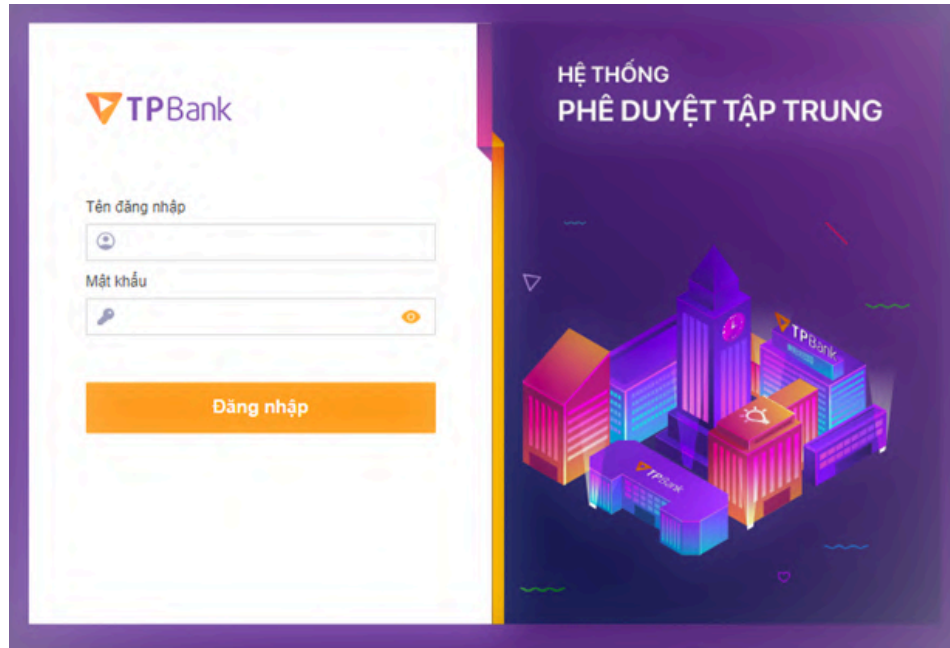 TPBank
Tên đăng nhập
Mật khẩu
Đăng nhập
HỆ THỐNG
PHÊ DUYỆT TẬP TRUNG
TPBank
TPBank